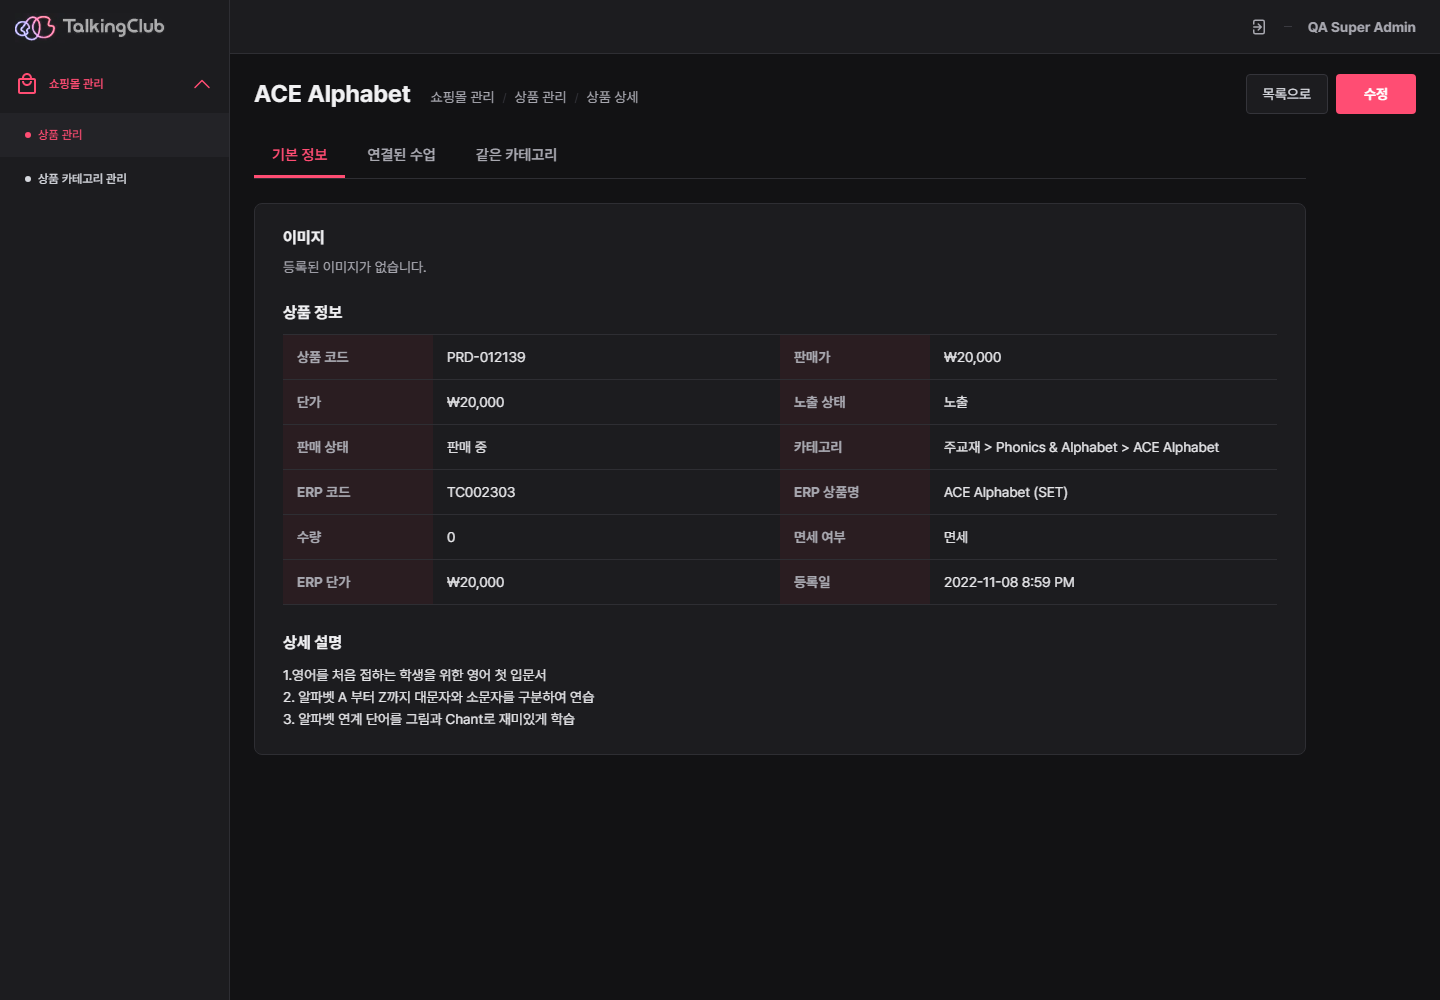 TalkingClub
QA Super Admin
쇼핑몰 관리
상품 관리
상품 카테고리 관리
ACE Alphabet 쇼핑몰 관리 / 상품 관리 / 상품 상세
목록으로 수정
기본 정보 연결된 수업 같은 카테고리
이미지
등록된 이미지가 없습니다.
상품 정보
상품 코드 PRD-012139 판매가 ₩20,000
단가 ₩20,000 노출 상태 노출
판매 상태 판매 중 카테고리 주교재 > Phonics & Alphabet > ACE Alphabet
ERP 코드 TC002303 ERP 상품명 ACE Alphabet (SET)
수량 0 면세 여부 면세
ERP 단가 ₩20,000 등록일 2022-11-08 8:59 PM
상세 설명
1.영어를 처음 접하는 학생을 위한 영어 첫 입문서
2. 알파벳 A 부터 Z까지 대문자와 소문자를 구분하여 연습
3. 알파벳 연계 단어를 그림과 Chant로 재미있게 학습